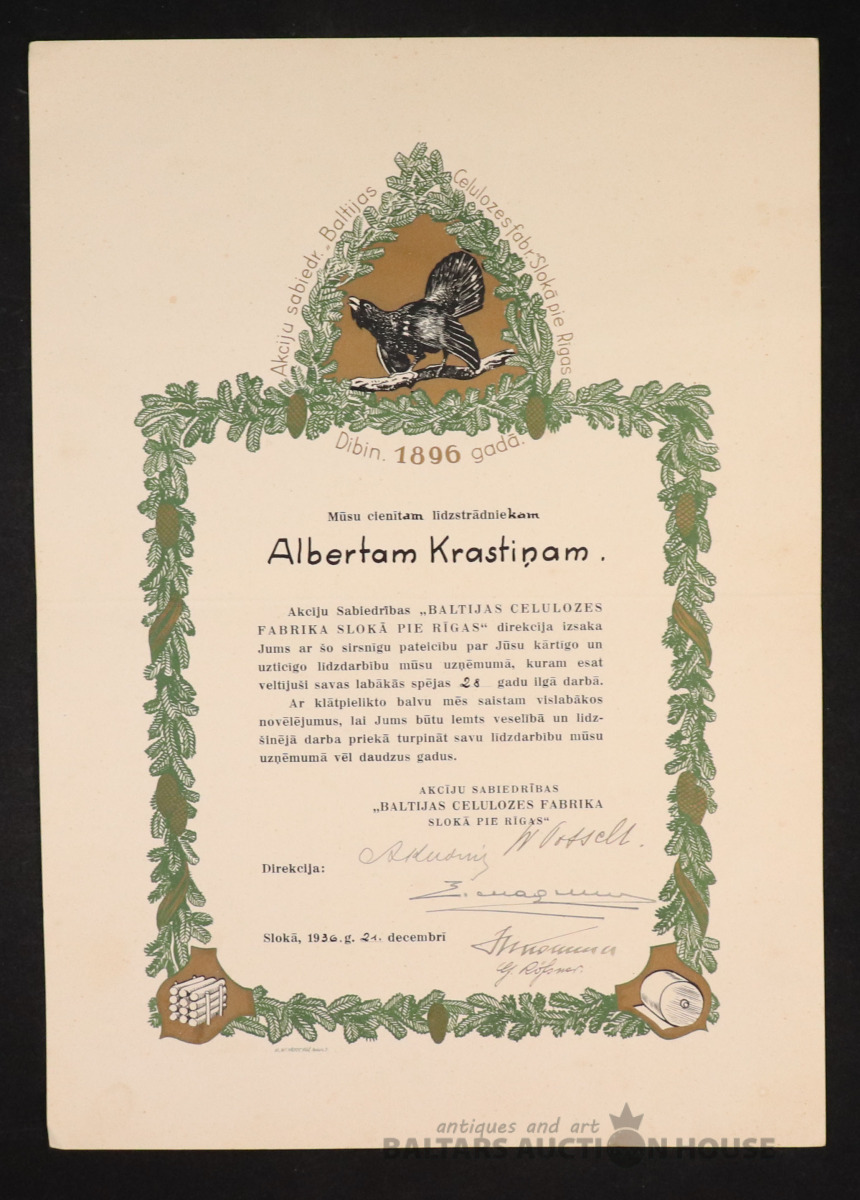 Akciju sabiedr. „Baltijas Celulozesfabr. Slokā pie Rīgas
Dibin. 1896 gadā.
Mūsu cienītam līdzstrādniekam
Albertam Krastiņam.
Akciju Sabiedrības „BALTIJAS CELULOZES
FABRIKA SLOKĀ PIE RĪGAS“ direkcija izsaka
Jums ar šo sirsnīgu pateicību par Jūsu kārtīgo un
uzticīgo līdzdarbību mūsu uzņēmumā, kuram esat
veltījuši savas labākās spējas 28 gadu ilgā darbā.
Ar klātpielikto balvu mēs saistam vislabākos
novēlējumus, lai Jums būtu lemts veselībā un līdz-
šinējā darba priekā turpināt savu līdzdarbību mūsu
uzņēmumā vēl daudzus gadus.
AKCĪJU SABIEDRĪBAS
„BALTIJAS CELULOZES FABRIKA
SLOKĀ PIE RĪGAS“
Direkcija:
Slokā, 1936. g. 21. decembrī
antiques and art
BALTARS AUCTION HOUSE